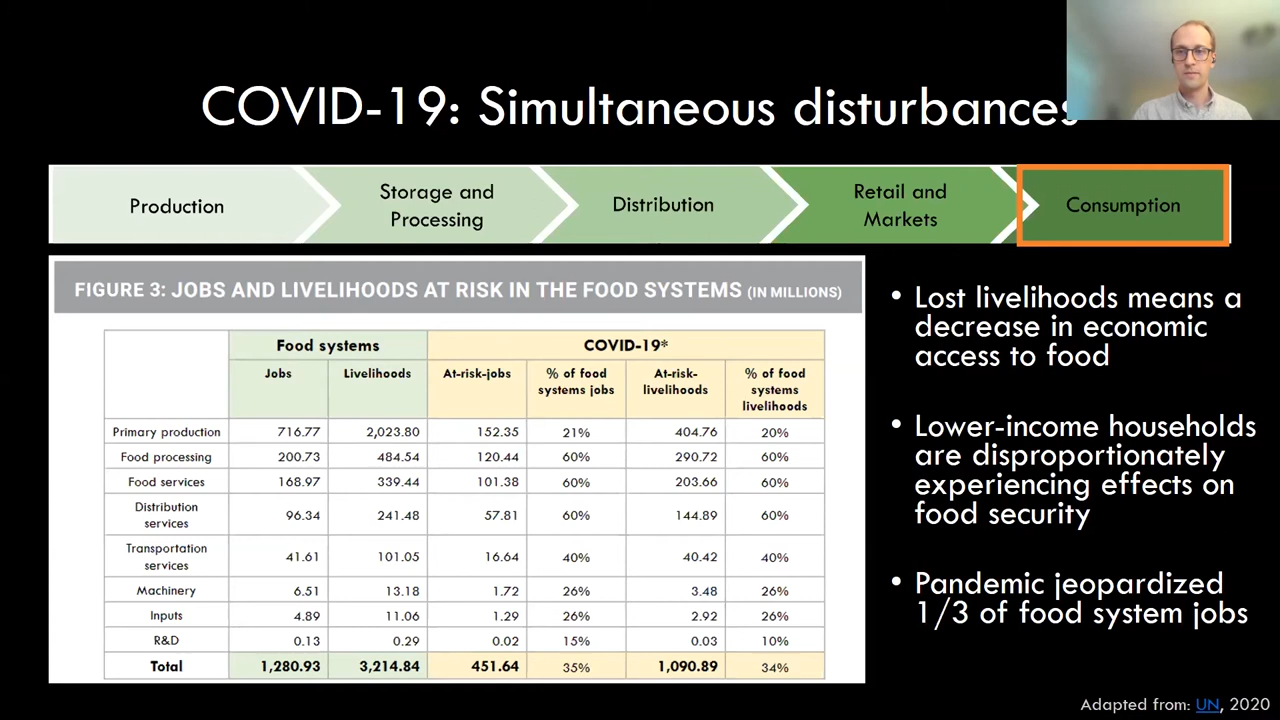 COVID-19: Simultaneous disturbances
Production
Storage and
Processing
Distribution
Retail and
Markets
Consumption
FIGURE 3: JOBS AND LIVELIHOODS AT RISK IN THE FOOD SYSTEMS (IN MILLIONS)
Food systems COVID-19*
Jobs Livelihoods At-risk-jobs % of food systems jobs At-risk-livelihoods % of food systems livelihoods
Primary production 716.77 2,023.80 152.35 21% 404.76 20%
Food processing 200.73 484.54 120.44 60% 290.72 60%
Food services 168.97 339.44 101.38 60% 203.66 60%
Distribution services 96.34 241.48 57.81 60% 144.89 60%
Transportation services 41.61 101.05 16.64 40% 40.42 40%
Machinery 6.51 13.18 1.72 26% 3.48 26%
Inputs 4.89 11.06 1.29 26% 2.92 26%
R&D 0.13 0.29 0.02 15% 0.03 10%
Total 1,280.93 3,214.84 451.64 35% 1,090.89 34%
• Lost livelihoods means a
decrease in economic
access to food
• Lower-income households
are disproportionately
experiencing effects on
food security
• Pandemic jeopardized
1/3 of food system jobs
Adapted from: UN, 2020